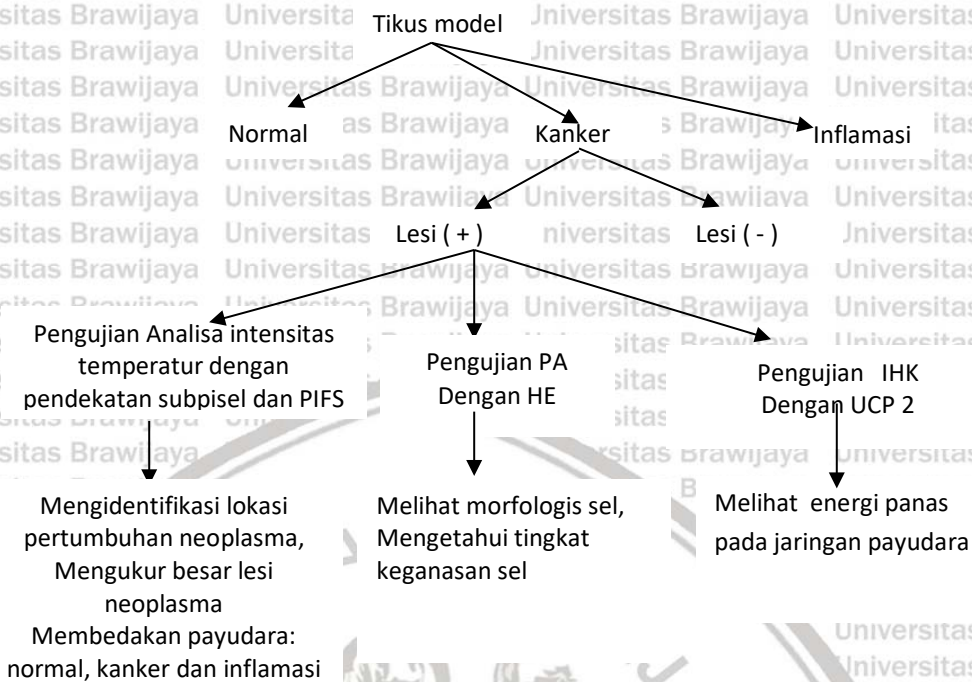 Tikus model
Normal
Kanker
Inflamasi
Lesi ( + )
Lesi ( - )
Pengujian Analisa intensitas
temperatur dengan
pendekatan subpisel dan PIFS
Pengujian PA
Dengan HE
Pengujian IHK
Dengan UCP 2
Mengidentifikasi lokasi
pertumbuhan neoplasma,
Mengukur besar lesi
neoplasma
Membedakan payudara:
normal, kanker dan inflamasi
Melihat morfologis sel,
Mengetahui tingkat
keganasan sel
Melihat energi panas
pada jaringan payudara